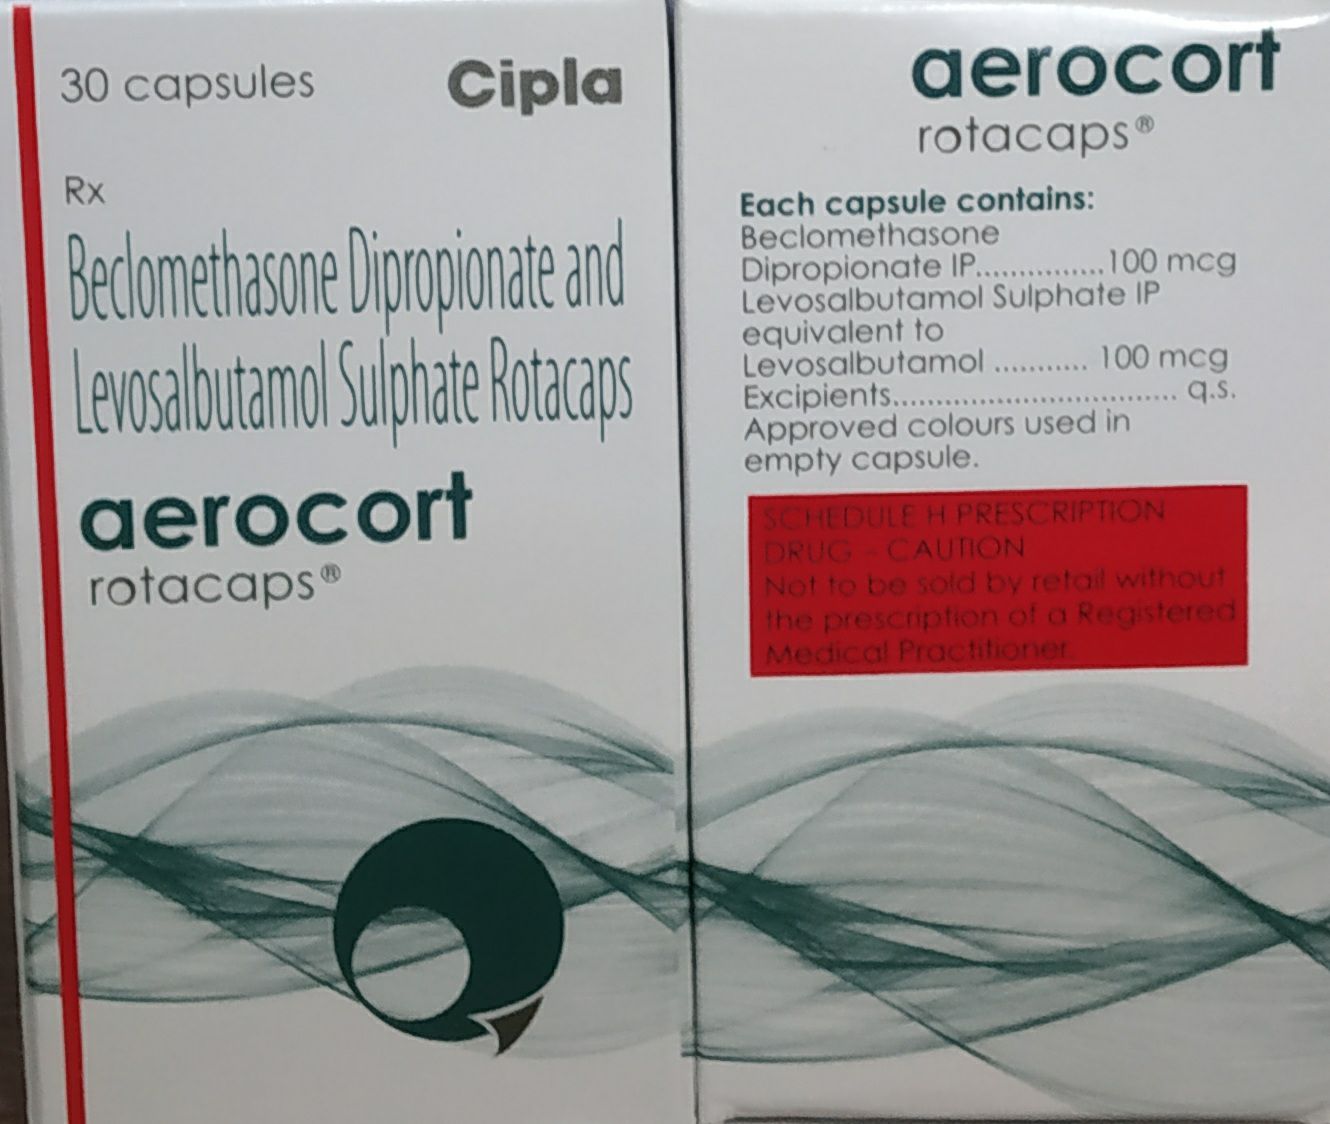 30 capsules
Cipla
Rx
Beclomethasone Dipropionate and
Levosalbutamol Sulphate Rotacaps
aerocort
rotacaps®
aerocort
rotacaps®
Each capsule contains:
Beclomethasone
Dipropionate IP...............100 mcg
Levosalbutamol Sulphate IP
equivalent to
Levosalbutamol ........... 100 mcg
Excipients................................. q.s.
Approved colours used in
empty capsule.
SCHEDULE H PRESCRIPTION
DRUG - CAUTION
Not to be sold by retail without
the prescription of a Registered
Medical Practitioner.